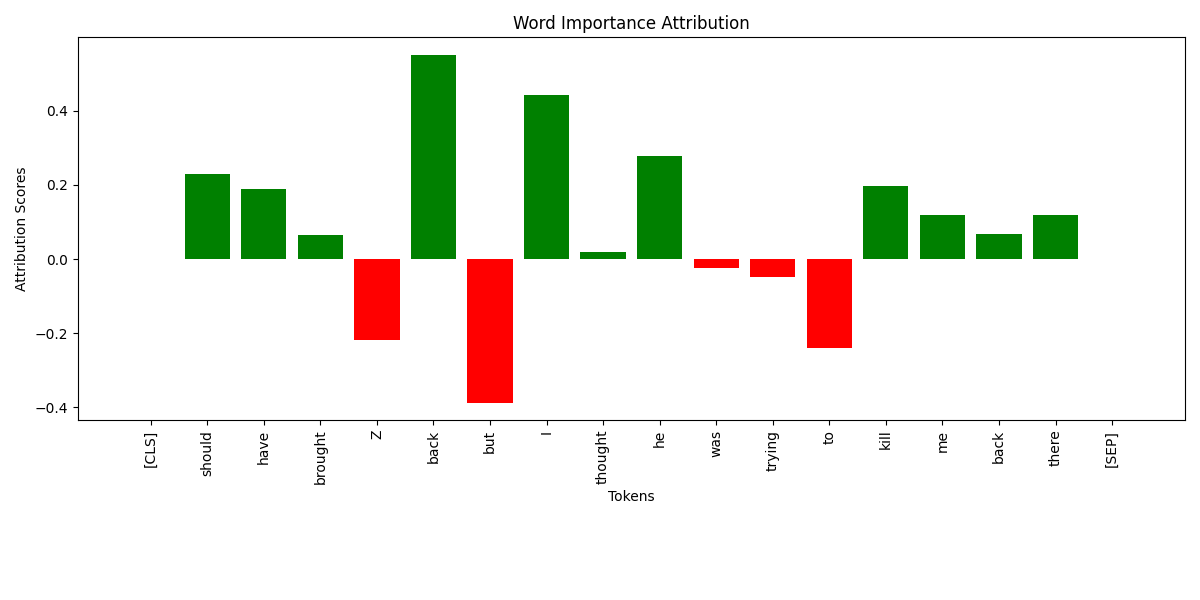 Word Importance Attribution
Attribution Scores
0.4
0.2
0.0
−0.2
−0.4
[CLS]
should
have
brought
Z
back
but
I
thought
he
was
trying
to
kill
me
back
there
[SEP]
Tokens